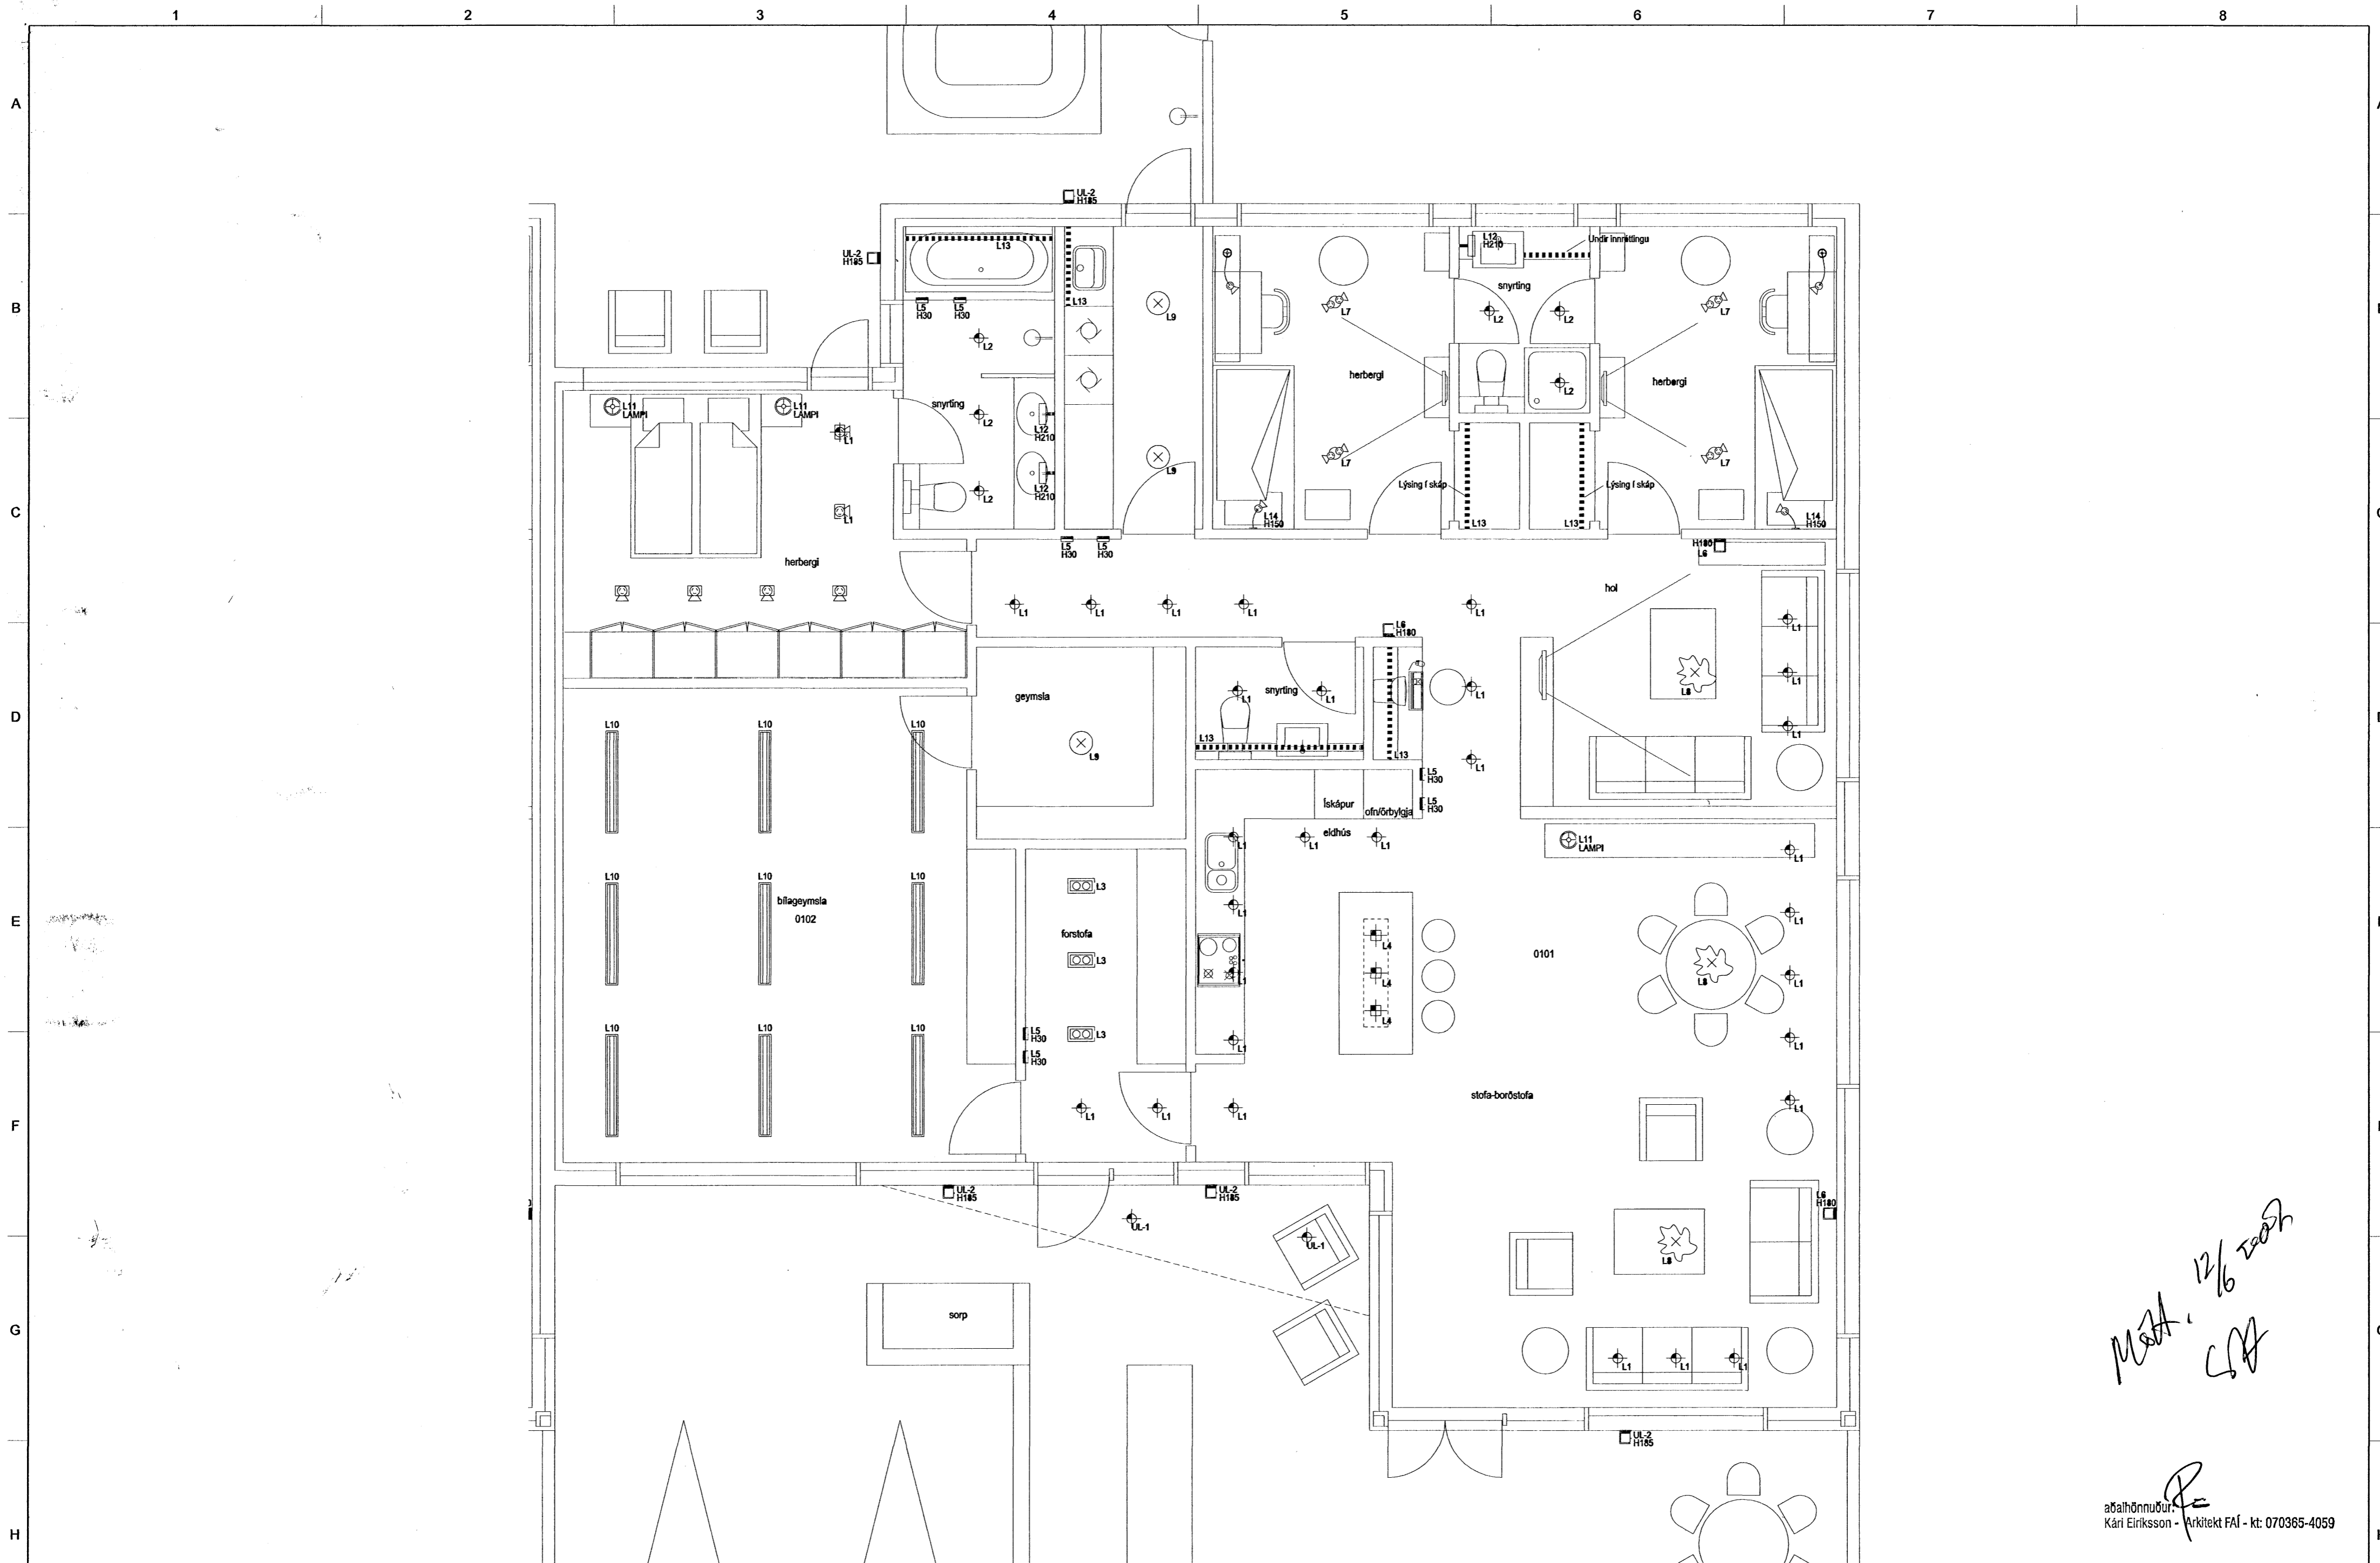 1 2 3 4 5 6 7 8
A
UL-2
H185
UL-2
H185
L13
L12
H210
Undir innréttingu
B
L13
L5
H30
L5
H30
L9
snyrting
L7
L2
L2
L7
L2
herbergi
herbergi
L2
L11
LAMPI
L11
LAMPI
snyrting
L2
L1
L12
H210
L9
L7
L7
L12
H210
L2
Lýsing í skáp
Lýsing í skáp
C
L1
L13
L13
L14
H150
L14
H150
L5
H30
L5
H30
H180
L6
herbergi
hol
L1
L1
L1
L1
L1
L1
L6
H180
L1
L8
geymsla
snyrting
L1
L1
L1
D
L10
L10
L10
L1
L13
L13
L9
L1
L5
H30
L5
H30
ískápur
ofn/örbylgja
eldhús
L1
L1
L1
L11
LAMPI
L1
L10
L10
L10
L3
bílageymsla
0102
E
L1
L1
forstofa
L4
0101
L3
L1
L4
L8
L1
L4
L10
L10
L10
L5
H30
L3
L1
L1
L5
H30
stofa-borðstofa
L1
L1
L1
L1
F
UL-2
H185
UL-2
H185
L6
H180
UL-1
UL-1
L8
G
sorp
L1
L1
L1
12/6
UL-2
H185
aðalhönnuður:
Kári Eiríksson - Arkitekt FAÍ - kt: 070365-4059
H